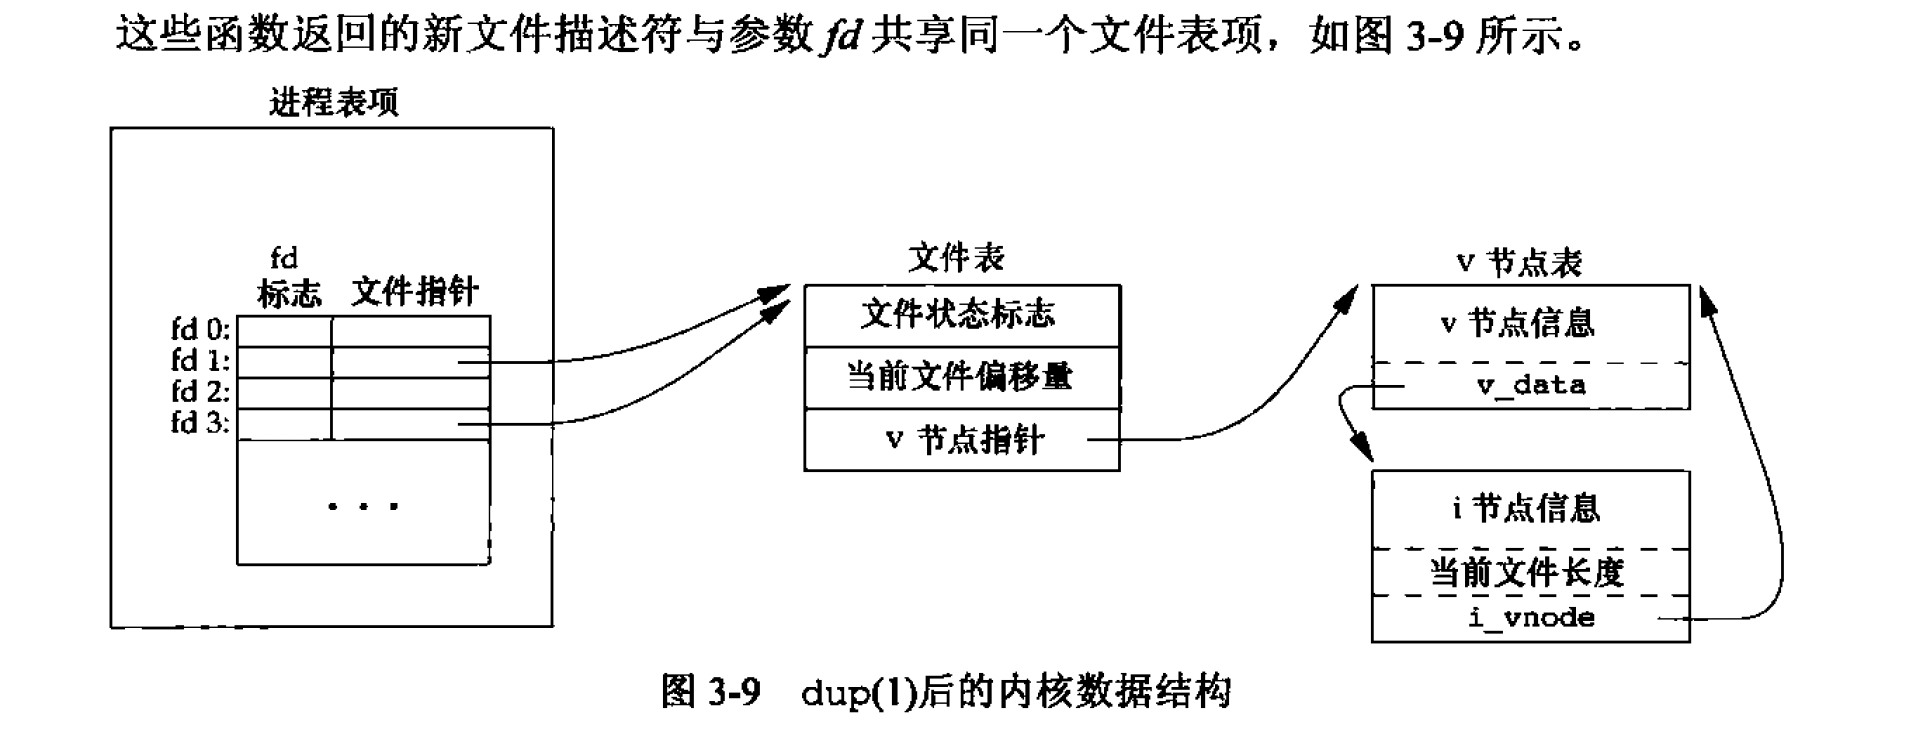 这些函数返回的新文件描述符与参数 fd 共享同一个文件表项，如图 3-9 所示。
进程表项
fd
标志 文件指针
fd 0:
fd 1:
fd 2:
fd 3:
...
文件表
文件状态标志
当前文件偏移量
v 节点指针
v 节点表
v 节点信息
v_data
i 节点信息
当前文件长度
i_vnode
图 3-9 dup(1)后的内核数据结构